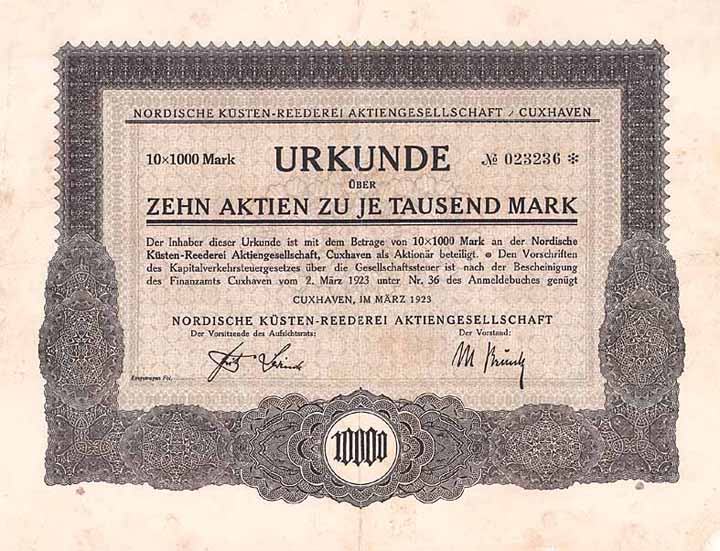 NORDISCHE KÜSTEN-REEDEREI AKTIENGESELLSCHAFT / CUXHAVEN
10×1000 Mark URKUNDE № 023236 *
ÜBER
ZEHN AKTIEN ZU JE TAUSEND MARK
Der Inhaber dieser Urkunde ist mit dem Betrage von 10×1000 Mark an der Nordische
Küsten-Reederei Aktiengesellschaft, Cuxhaven als Aktionär beteiligt. • Den Vorschriften
des Kapitalverkehrsteuergesetzes über die Gesellschaftssteuer ist nach der Bescheinigung
des Finanzamts Cuxhaven vom 2. März 1923 unter Nr. 36 des Anmeldebuches genügt
CUXHAVEN, IM MÄRZ 1923
NORDISCHE KÜSTEN-REEDEREI AKTIENGESELLSCHAFT
Der Vorsitzende des Aufsichtsrats: Der Vorstand:
10000